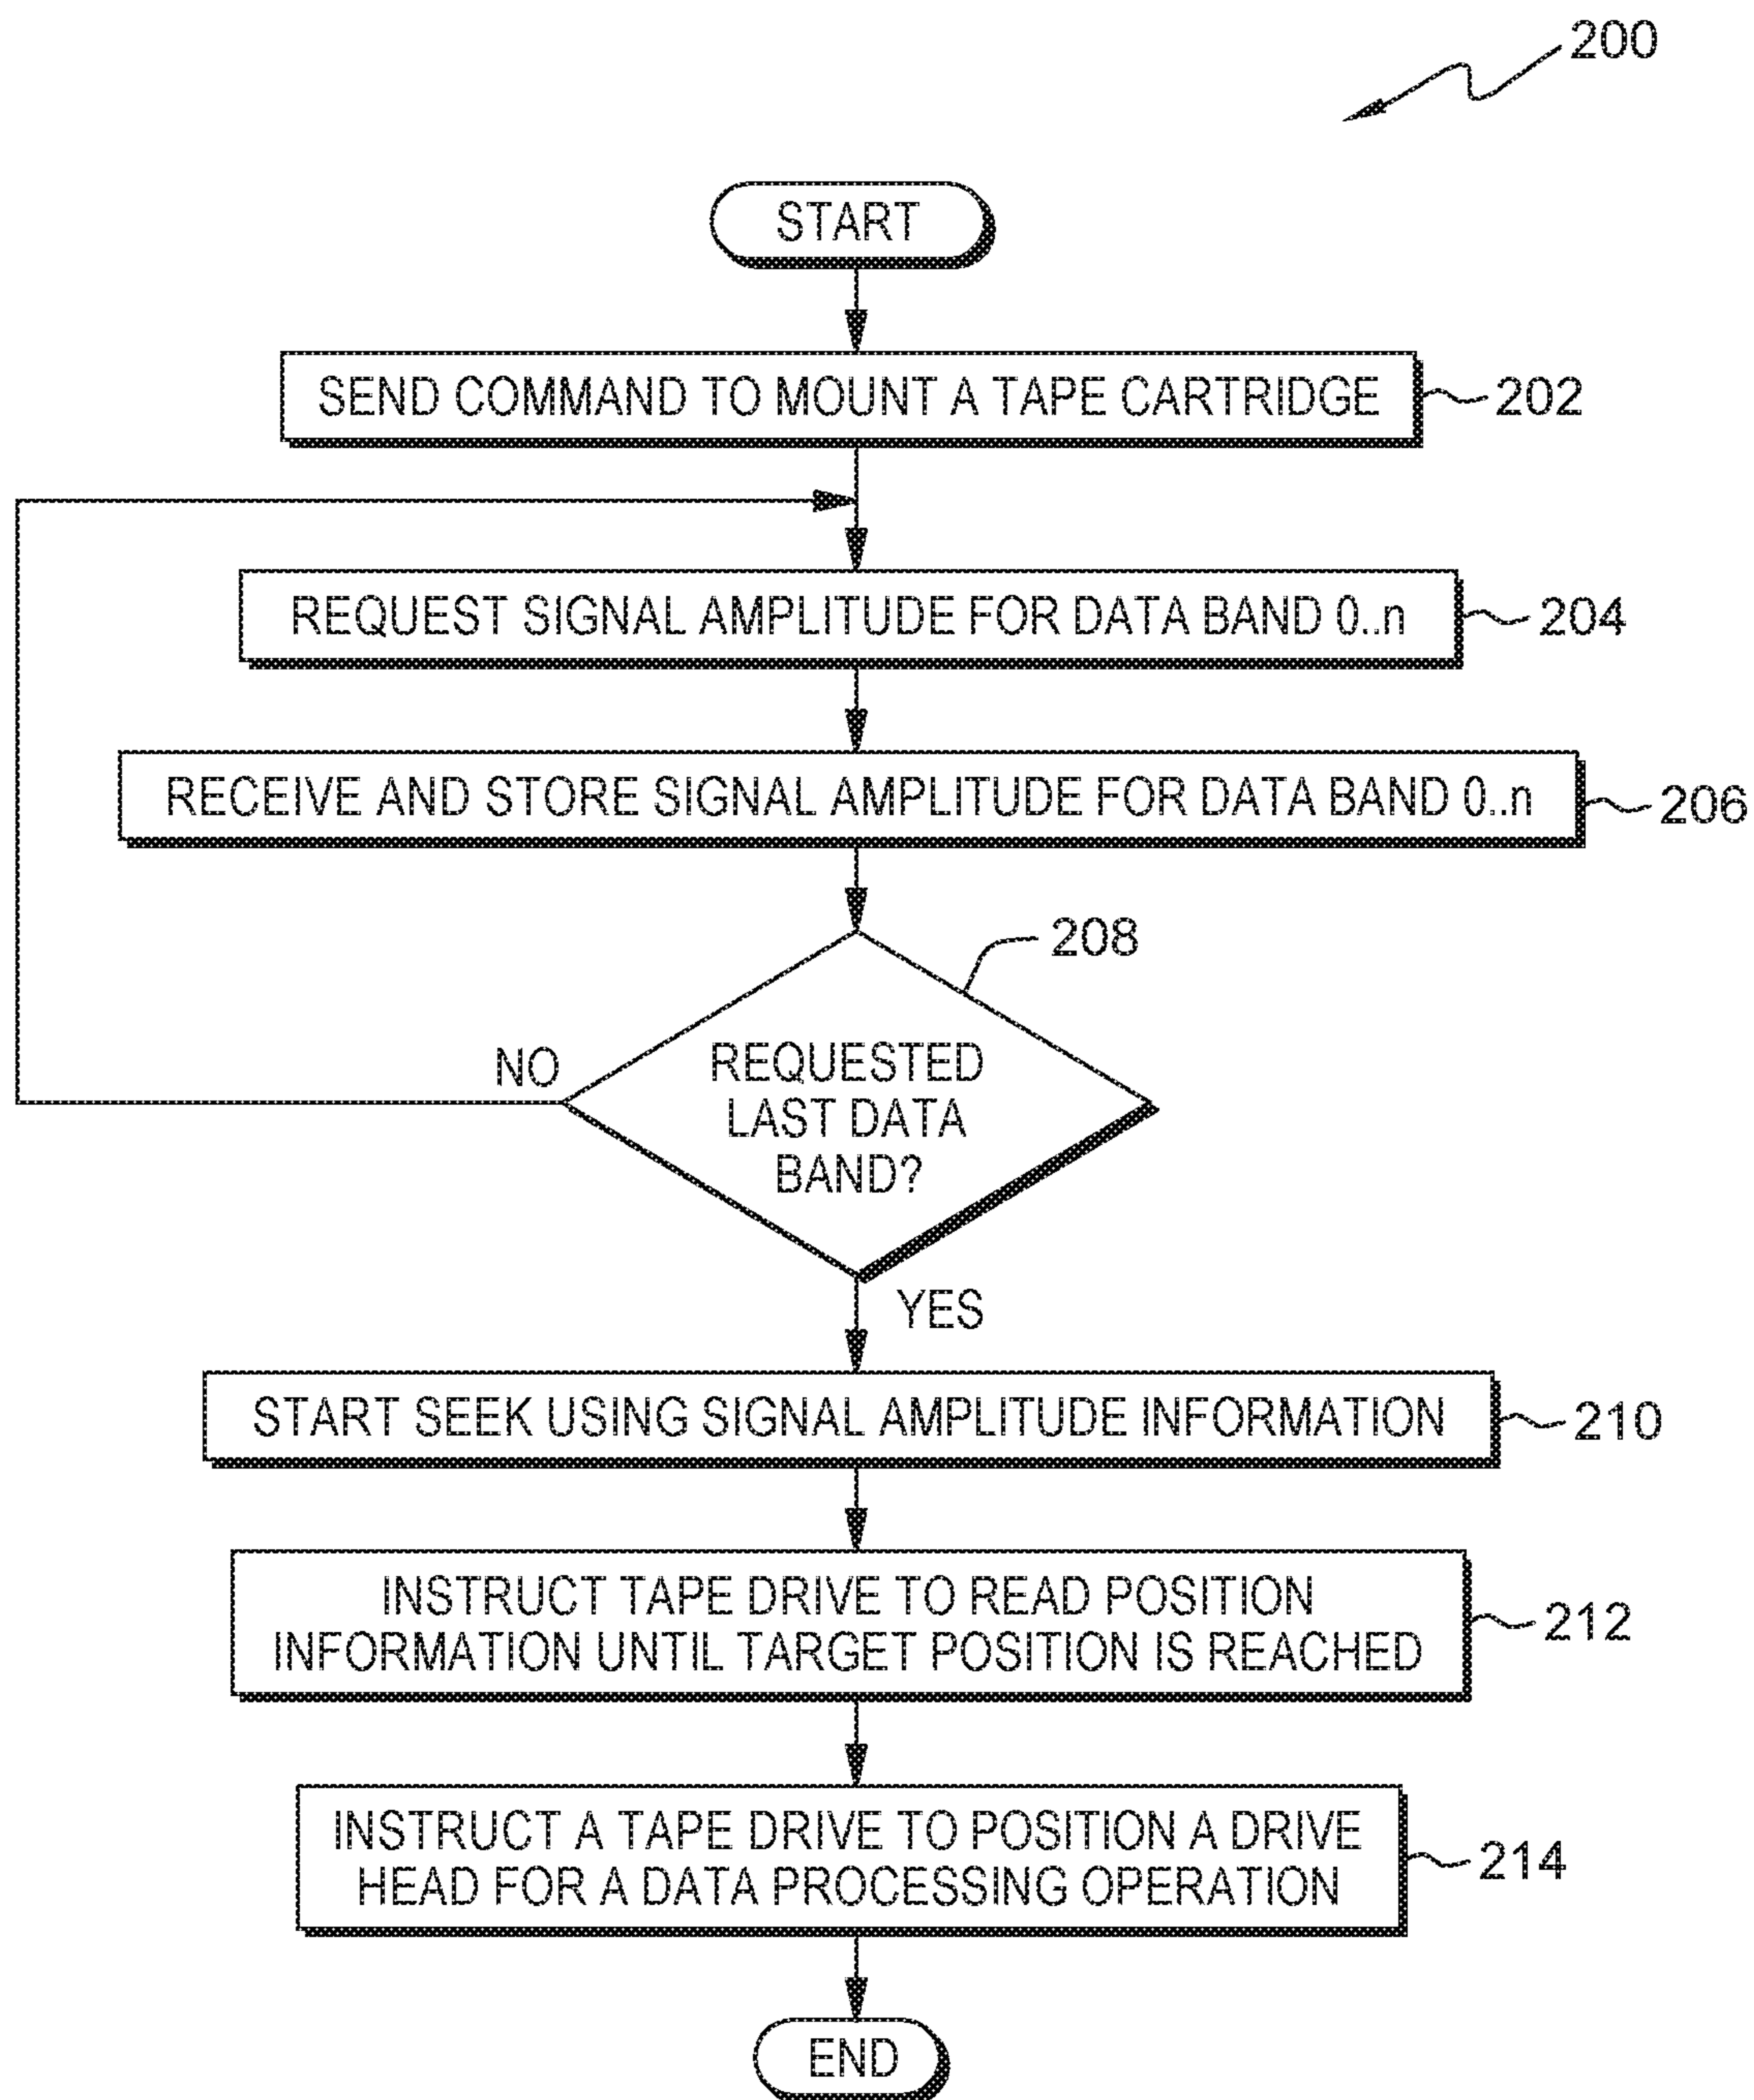 200
START
SEND COMMAND TO MOUNT A TAPE CARTRIDGE
202
REQUEST SIGNAL AMPLITUDE FOR DATA BAND 0..n
204
RECEIVE AND STORE SIGNAL AMPLITUDE FOR DATA BAND 0..n
206
208
NO
REQUESTED
LAST DATA
BAND?
YES
START SEEK USING SIGNAL AMPLITUDE INFORMATION
210
INSTRUCT TAPE DRIVE TO READ POSITION
INFORMATION UNTIL TARGET POSITION IS REACHED
212
INSTRUCT A TAPE DRIVE TO POSITION A DRIVE
HEAD FOR A DATA PROCESSING OPERATION
214
END